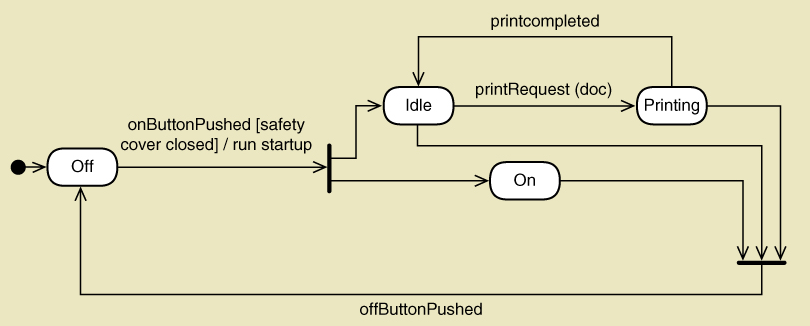 printcompleted
Idle
printRequest (doc)
Printing
onButtonPushed [safety
cover closed] / run startup
Off
On
offButtonPushed